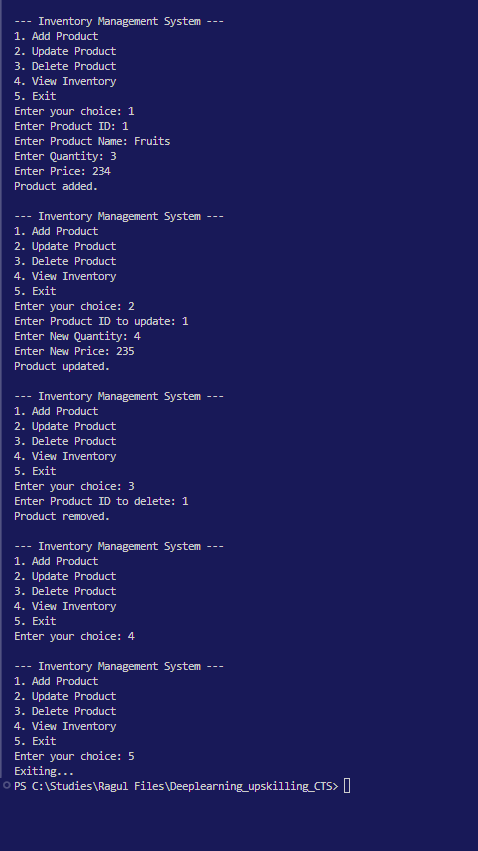 --- Inventory Management System ---
1. Add Product
2. Update Product
3. Delete Product
4. View Inventory
5. Exit
Enter your choice: 1
Enter Product ID: 1
Enter Product Name: Fruits
Enter Quantity: 3
Enter Price: 234
Product added.

--- Inventory Management System ---
1. Add Product
2. Update Product
3. Delete Product
4. View Inventory
5. Exit
Enter your choice: 2
Enter Product ID to update: 1
Enter New Quantity: 4
Enter New Price: 235
Product updated.

--- Inventory Management System ---
1. Add Product
2. Update Product
3. Delete Product
4. View Inventory
5. Exit
Enter your choice: 3
Enter Product ID to delete: 1
Product removed.

--- Inventory Management System ---
1. Add Product
2. Update Product
3. Delete Product
4. View Inventory
5. Exit
Enter your choice: 4

--- Inventory Management System ---
1. Add Product
2. Update Product
3. Delete Product
4. View Inventory
5. Exit
Enter your choice: 5
Exiting...
PS C:\Studies\Ragul Files\Deeplearning_upskilling_CTS>